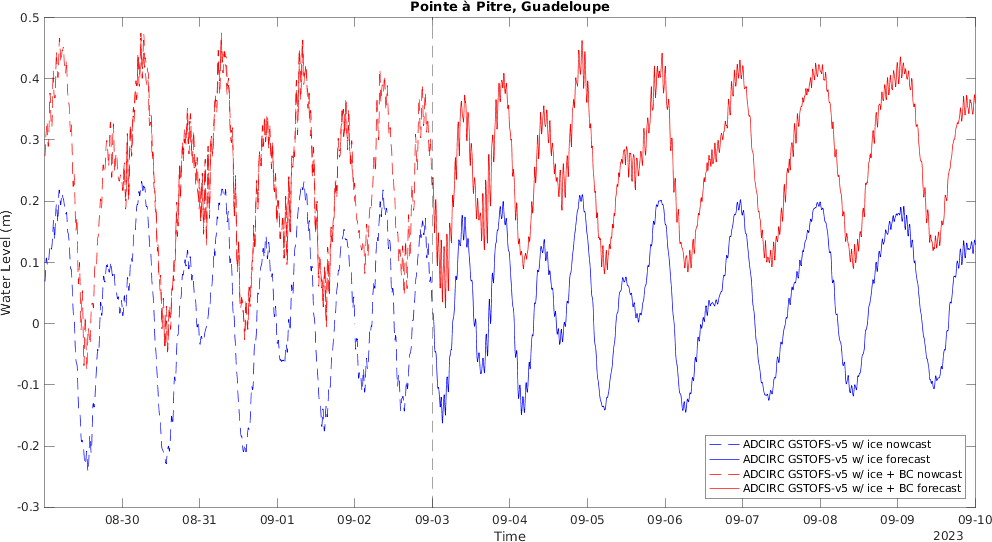 Pointe à Pitre, Guadeloupe
Water Level (m)
0.5
0.4
0.3
0.2
0.1
0
-0.1
-0.2
-0.3
ADCIRC GSTOFS-v5 w/ ice nowcast
ADCIRC GSTOFS-v5 w/ ice forecast
ADCIRC GSTOFS-v5 w/ ice + BC nowcast
ADCIRC GSTOFS-v5 w/ ice + BC forecast
08-30 08-31 09-01 09-02 09-03 09-04 09-05 09-06 09-07 09-08 09-09 09-10
Time
2023